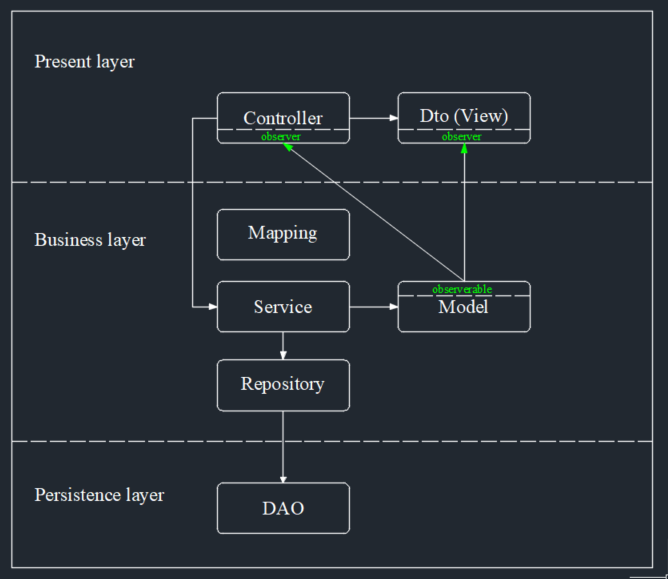 Present layer
Controller
observer
Dto (View)
observer
Business layer
Mapping
Service
observerable
Model
Repository
Persistence layer
DAO